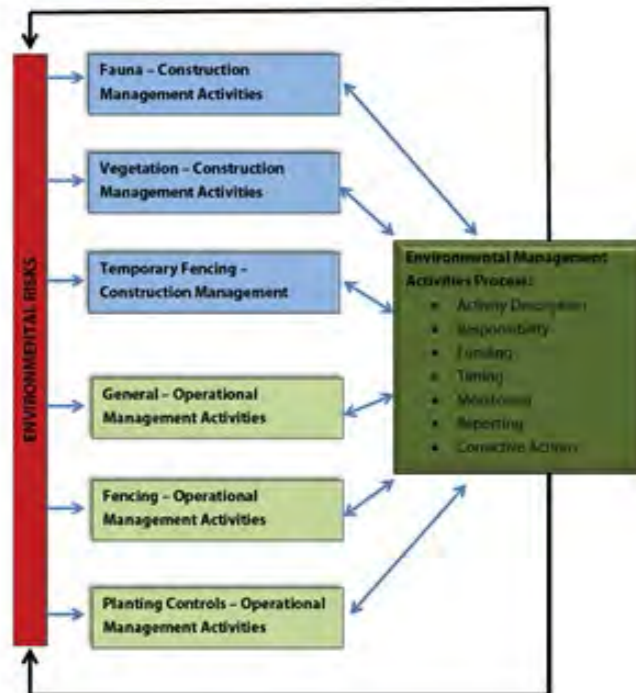 ENVIRONMENTAL RISKS
Fauna – Construction
Management Activities
Vegetation – Construction
Management Activities
Temporary Fencing –
Construction Management
General – Operational
Management Activities
Fencing – Operational
Management Activities
Planting Controls – Operational
Management Activities
Environmental Management
Activities Process:
• Activity Description
• Responsibility
• Funding
• Timing
• Monitoring
• Reporting
• Corrective Actions